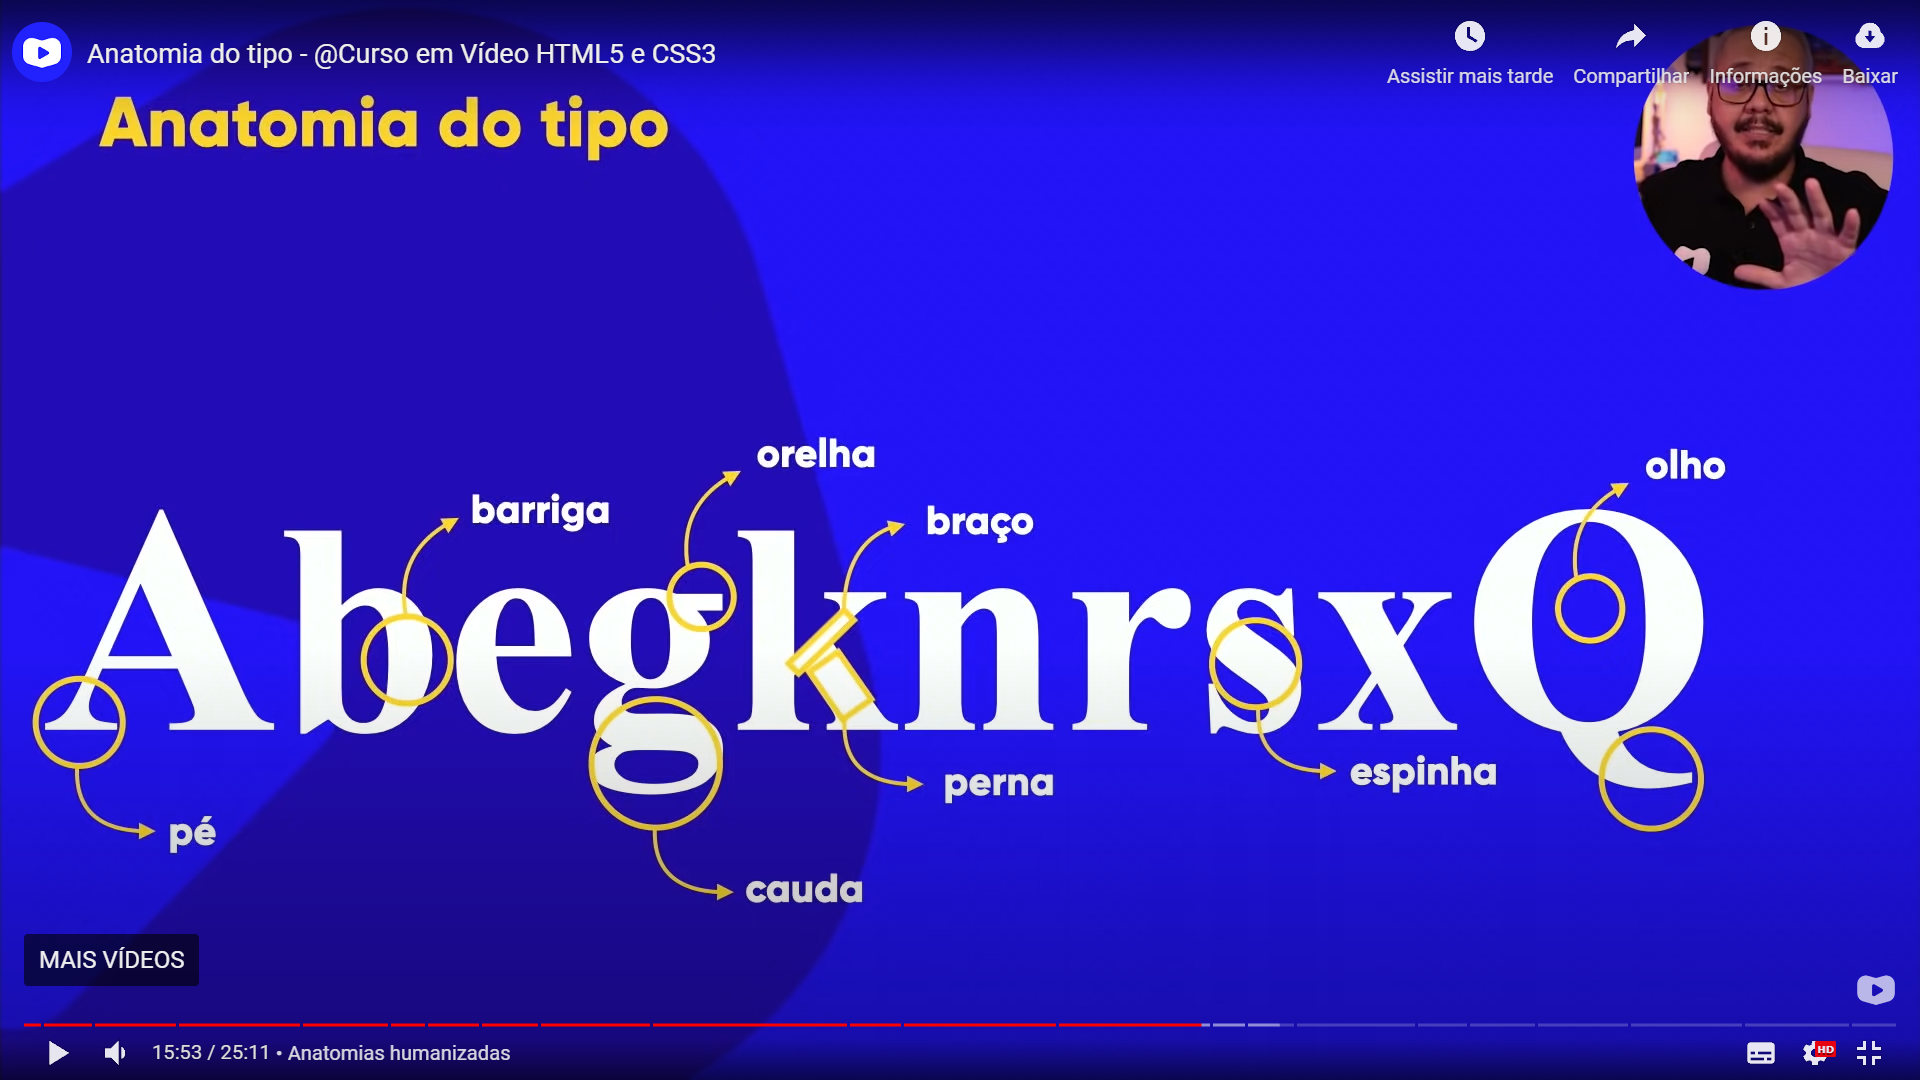 Anatomia do tipo - @Curso em Vídeo HTML5 e CSS3
Assistir mais tarde
Compartilhar
Informações
Baixar
Anatomia do tipo
orelha
olho
barriga
braço
AbegknrsxQ
espinha
perna
pé
cauda
MAIS VÍDEOS
15:53 / 25:11 • Anatomias humanizadas
HD